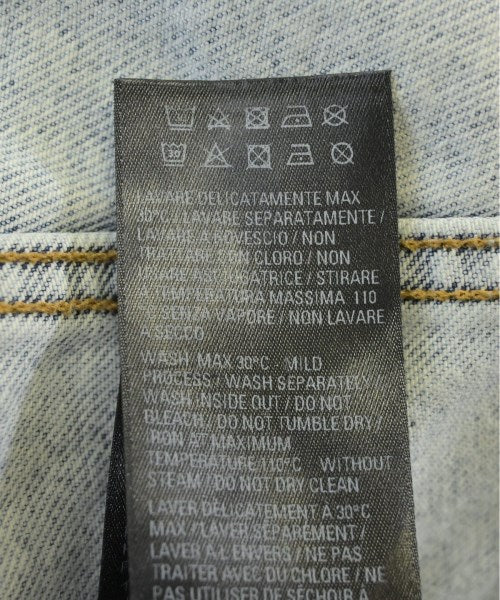 30
LAVARE DELICATAMENTE MAX
30°C / LAVARE SEPARATAMENTE /
LAVARE A ROVESCIO / NON
CON CLORO / NON
ASCIUGATRICE / STIRARE
TEMPERATURA MASSIMA 110
SENZA VAPORE / NON LAVARE
A SECCO
WASH MAX 30°C - MILD
PROCESS / WASH SEPARATELY /
WASH INSIDE OUT / DO NOT
BLEACH / DO NOT TUMBLE DRY /
IRON AT MAXIMUM
TEMPERATURE 110°C WITHOUT
STEAM / DO NOT DRY CLEAN
LAVER DÉLICATEMENT À 30°C
MAX / LAVER SÉPARÉMENT /
LAVER À L'ENVERS / NE PAS
TRAITER AVEC DU CHLORE / NE
PAS UTILISER DE SÉCHOIR À